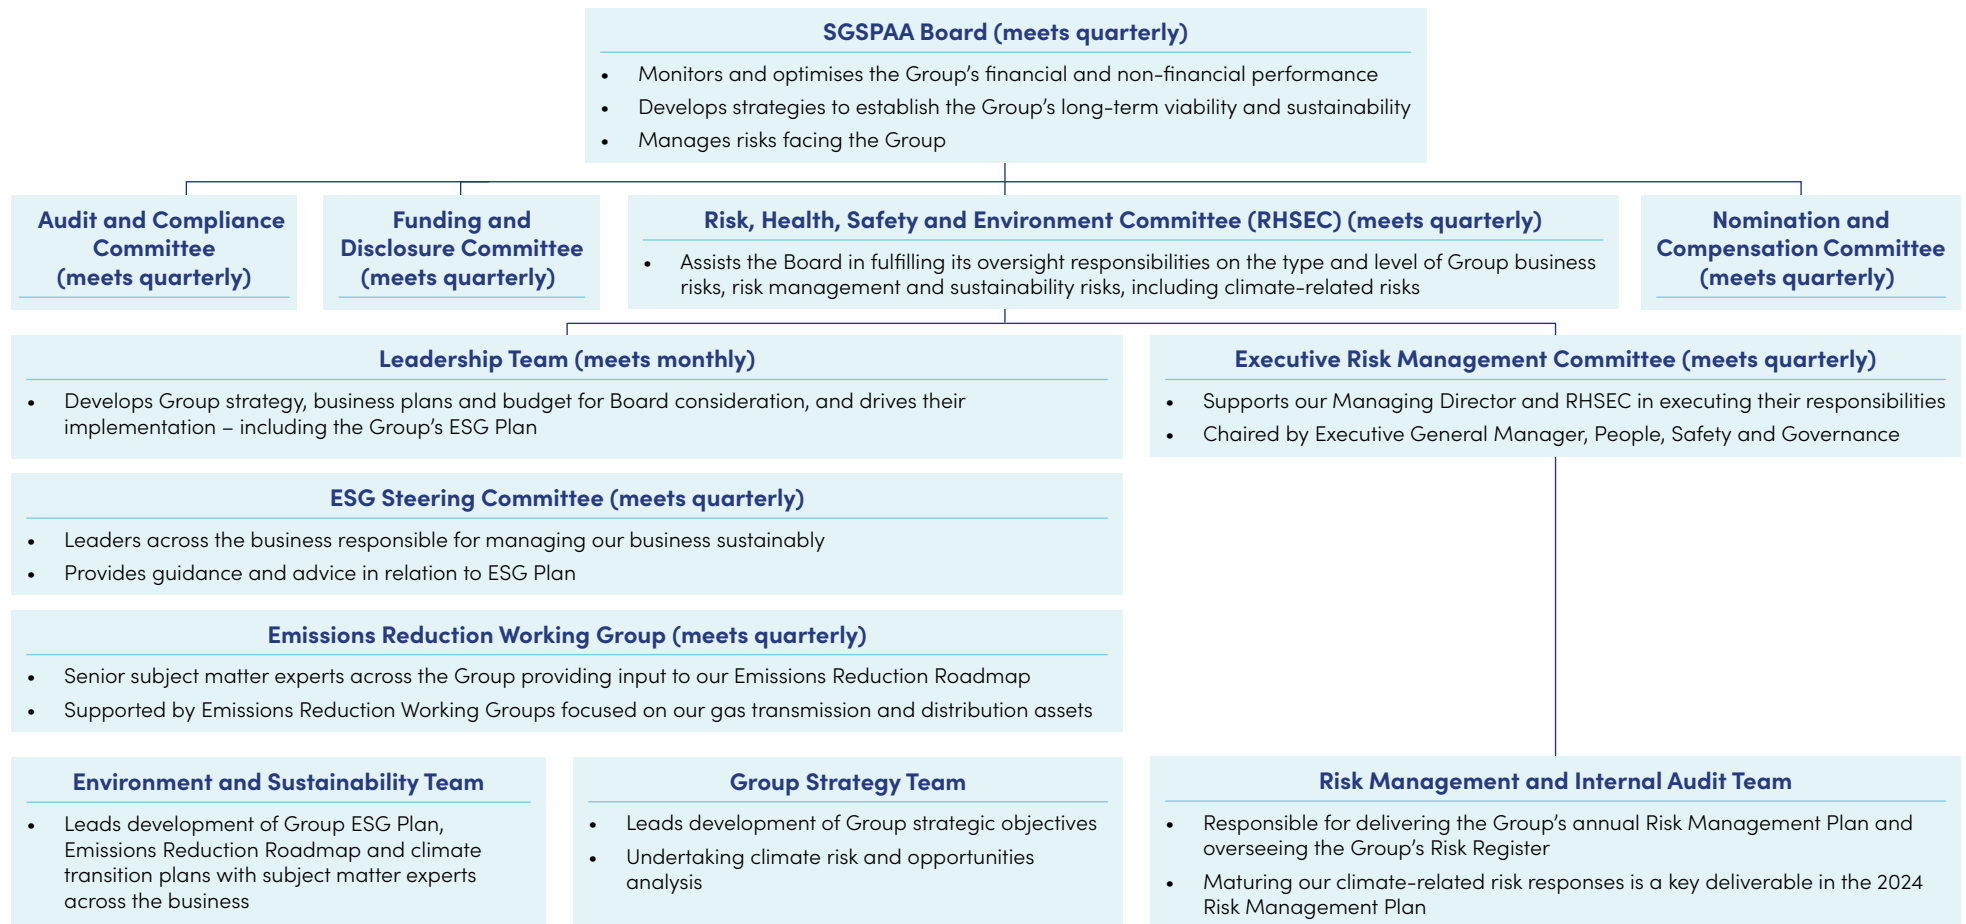 SGSPAA Board (meets quarterly)
• Monitors and optimises the Group’s financial and non-financial performance
• Develops strategies to establish the Group’s long-term viability and sustainability
• Manages risks facing the Group
Audit and Compliance
Committee
(meets quarterly)
Funding and
Disclosure Committee
(meets quarterly)
Risk, Health, Safety and Environment Committee (RHSEC) (meets quarterly)
• Assists the Board in fulfilling its oversight responsibilities on the type and level of Group business
risks, risk management and sustainability risks, including climate-related risks
Nomination and
Compensation Committee
(meets quarterly)
Leadership Team (meets monthly)
• Develops Group strategy, business plans and budget for Board consideration, and drives their
implementation – including the Group’s ESG Plan
Executive Risk Management Committee (meets quarterly)
• Supports our Managing Director and RHSEC in executing their responsibilities
• Chaired by Executive General Manager, People, Safety and Governance
ESG Steering Committee (meets quarterly)
• Leaders across the business responsible for managing our business sustainably
• Provides guidance and advice in relation to ESG Plan
Emissions Reduction Working Group (meets quarterly)
• Senior subject matter experts across the Group providing input to our Emissions Reduction Roadmap
• Supported by Emissions Reduction Working Groups focused on our gas transmission and distribution assets
Environment and Sustainability Team
• Leads development of Group ESG Plan,
Emissions Reduction Roadmap and climate
transition plans with subject matter experts
across the business
Group Strategy Team
• Leads development of Group strategic objectives
• Undertaking climate risk and opportunities
analysis
Risk Management and Internal Audit Team
• Responsible for delivering the Group’s annual Risk Management Plan and
overseeing the Group’s Risk Register
• Maturing our climate-related risk responses is a key deliverable in the 2024
Risk Management Plan